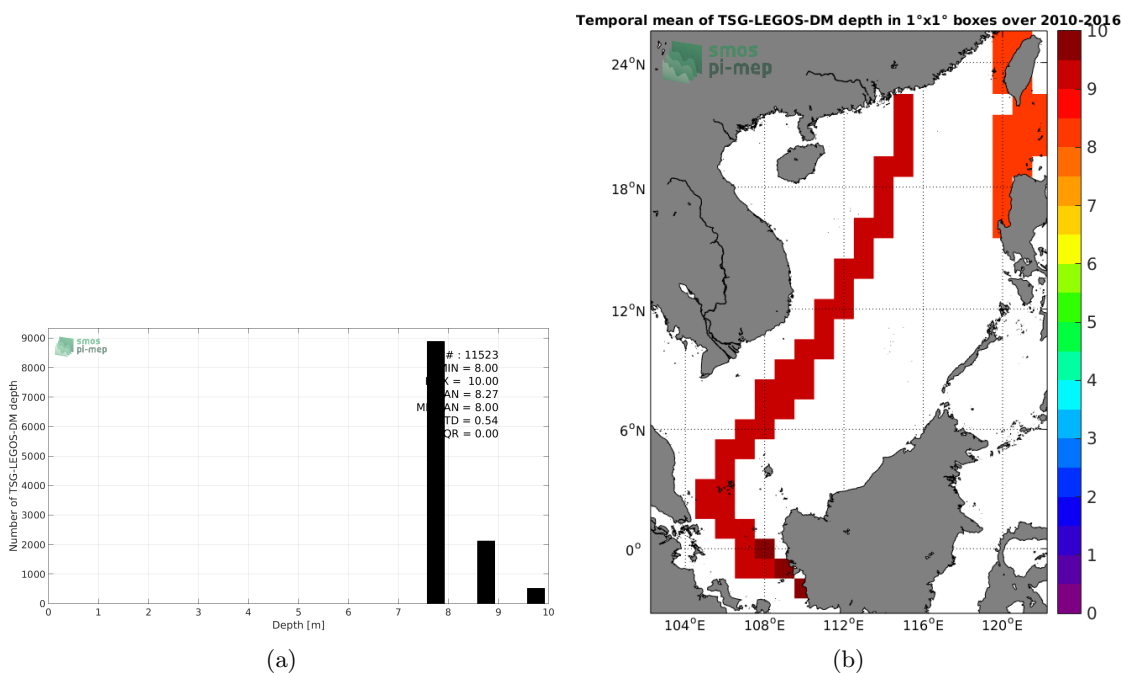 Temporal mean of TSG-LEGOS-DM depth in 1°x1° boxes over 2010-2016
smos
pi-mep
24°N
18°N
12°N
6°N
0°
104°E 108°E 112°E 116°E 120°E
10
9
8
7
6
5
4
3
2
1
0
smos
pi-mep
# : 11523
MIN = 8.00
= 10.00
= 8.27
= 8.00
= 0.54
= 0.00
Number of TSG-LEGOS-DM depth
9000
8000
7000
6000
5000
4000
3000
2000
1000
0
0 1 2 3 4 5 6 7 8 9 10
Depth [m]
(a)
(b)